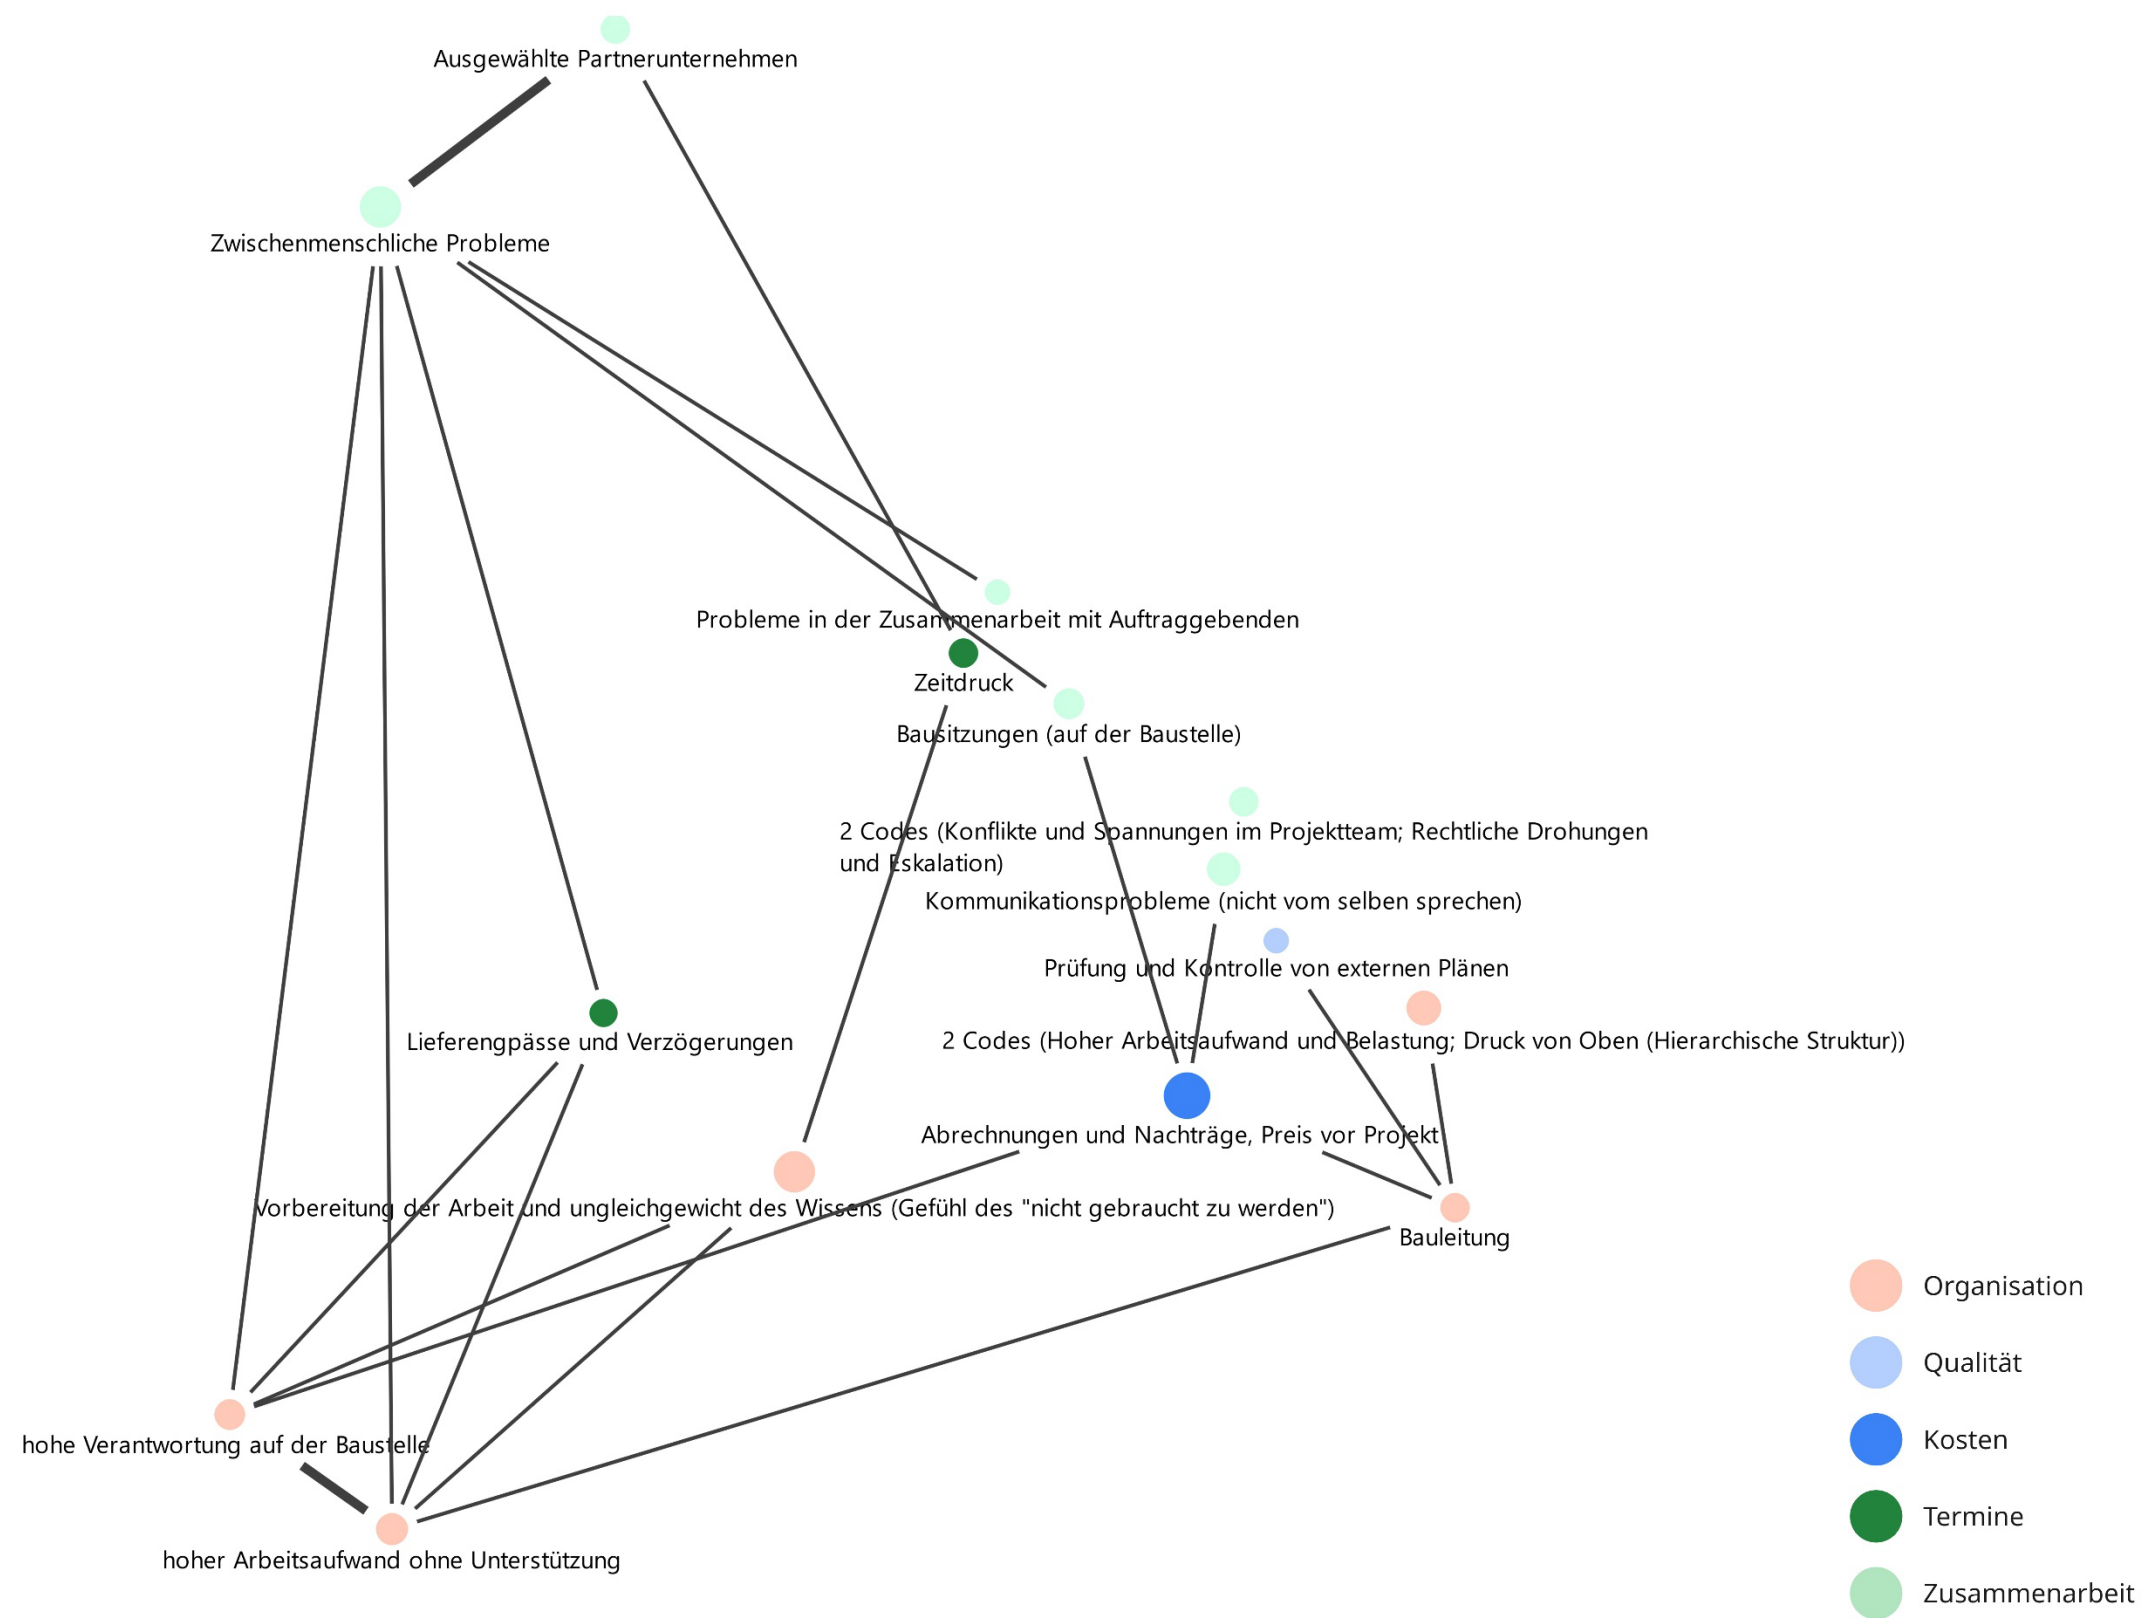 Ausgewählte Partnerunternehmen
Zwischenmenschliche Probleme
Probleme in der Zusammenarbeit mit Auftraggebenden
Zeitdruck
Bausitzungen (auf der Baustelle)
2 Codes (Konflikte und Spannungen im Projektteam; Rechtliche Drohungen
und Eskalation)
Kommunikationsprobleme (nicht vom selben sprechen)
Prüfung und Kontrolle von externen Plänen
Lieferengpässe und Verzögerungen
2 Codes (Hoher Arbeitsaufwand und Belastung; Druck von Oben (Hierarchische Struktur))
Abrechnungen und Nachträge, Preis vor Projekt
Vorbereitung der Arbeit und ungleichgewicht des Wissens (Gefühl des "nicht gebraucht zu werden")
Bauleitung
hohe Verantwortung auf der Baustelle
hoher Arbeitsaufwand ohne Unterstützung
Organisation
Qualität
Kosten
Termine
Zusammenarbeit